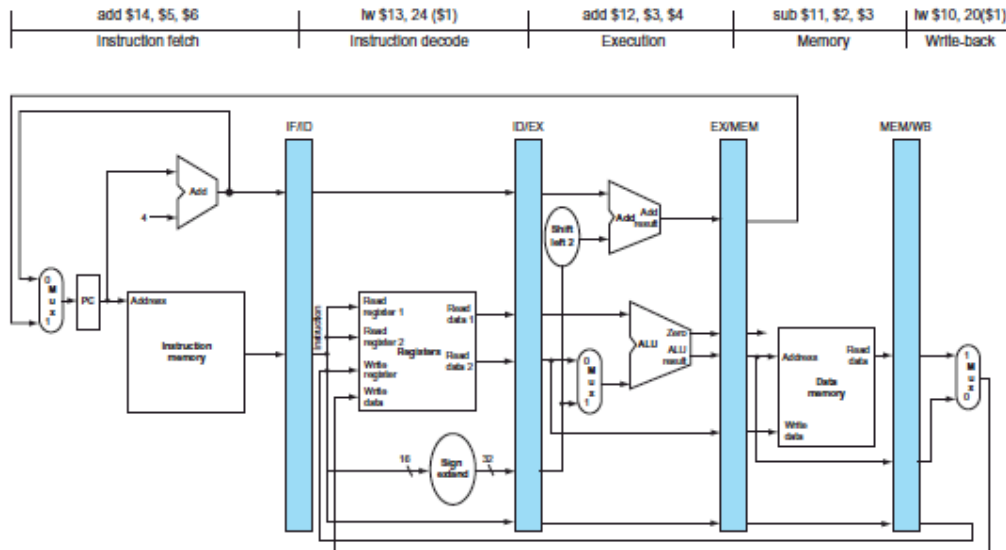 add $14, $5, $6
lw $13, 24 ($1)
add $12, $3, $4
sub $11, $2, $3
lw $10, 20($1)
Instruction fetch
Instruction decode
Execution
Memory
Write-back
IF/ID
ID/EX
EX/MEM
MEM/WB
Add
4
Shift
left 2
Add
Add
result
0
M
u
x
1
PC
Address
Instruction
memory
Instruction
Read
register 1
Read
register 2
Write
register
Write
data
Registers
Read
data 1
Read
data 2
0
M
u
x
1
Zero
ALU
ALU
result
Address
Read
data
Data
memory
Write
data
1
M
u
x
0
16
Sign
extend
32